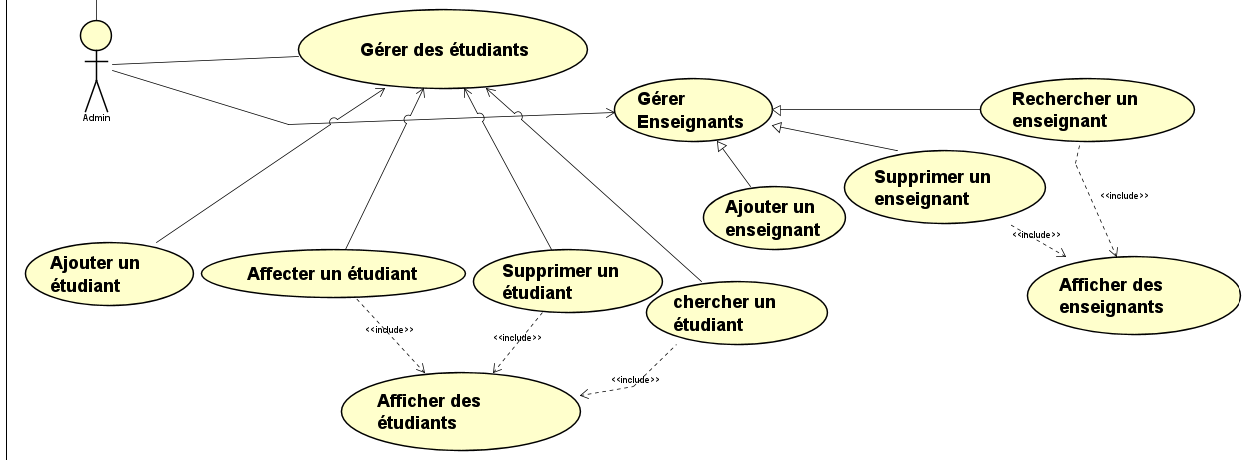 Admin
Gérer des étudiants
Gérer
Enseignants
Rechercher un
enseignant
Supprimer un
enseignant
Ajouter un
enseignant
<<include>>
<<include>>
Afficher des
enseignants
Ajouter un
étudiant
Affecter un étudiant
Supprimer un
étudiant
chercher un
étudiant
<<include>>
<<include>>
<<include>>
Afficher des
étudiants